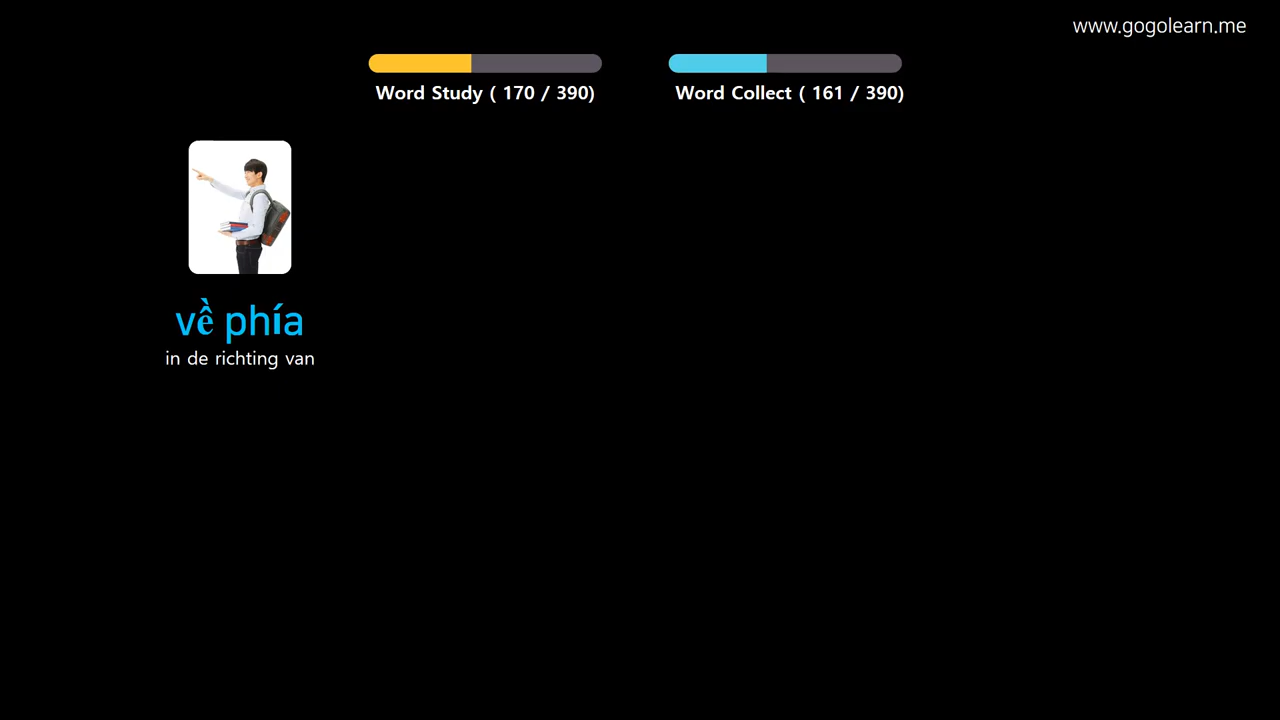 www.gogolearn.me
Word Study ( 170 / 390)
Word Collect ( 161 / 390)
về phía
in de richting van